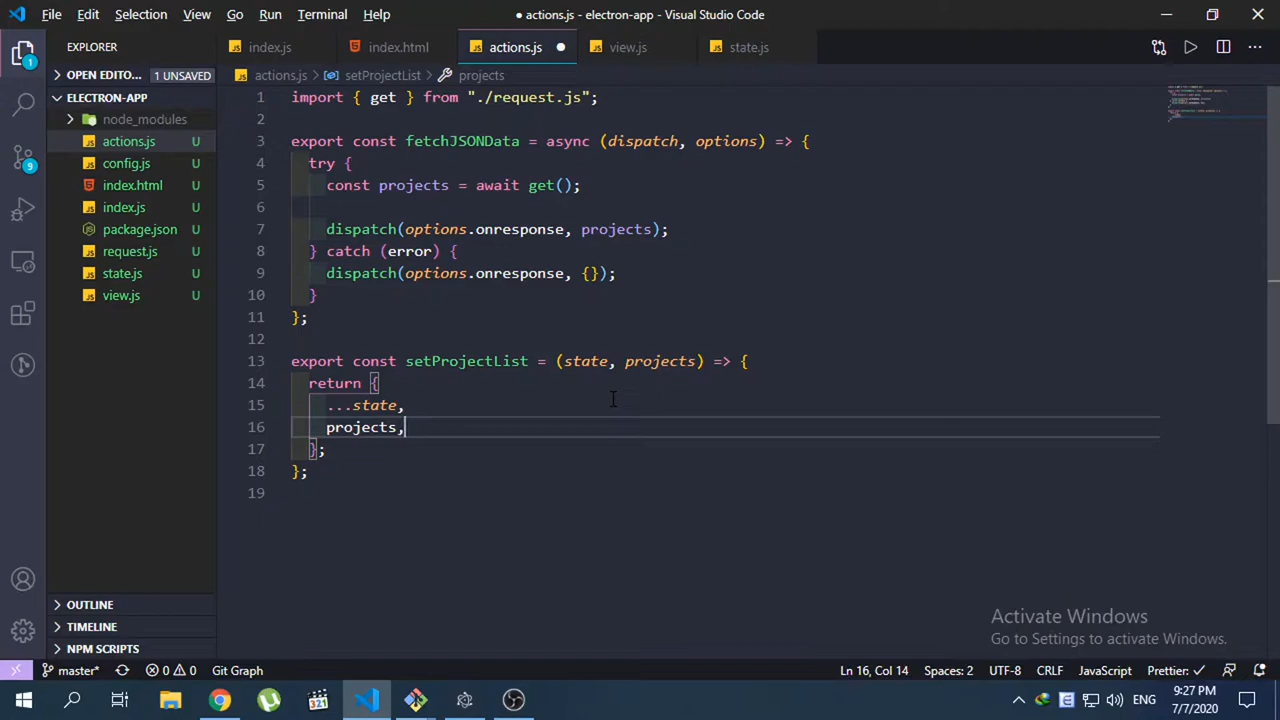 File Edit Selection View Go Run Terminal Help
● actions.js - electron-app - Visual Studio Code
EXPLORER
OPEN EDITO... 1 UNSAVED
ELECTRON-APP
node_modules
actions.js U
config.js U
index.html U
index.js U
package.json U
request.js U
state.js U
view.js U
OUTLINE
TIMELINE
NPM SCRIPTS
1
9
index.js
index.html
actions.js ●
view.js
state.js
actions.js > setProjectList > projects
1 import { get } from "./request.js";
2
3 export const fetchJSONData = async (dispatch, options) => {
4 try {
5 const projects = await get();
6
7 dispatch(options.onresponse, projects);
8 } catch (error) {
9 dispatch(options.onresponse, {});
10 }
11 };
12
13 export const setProjectList = (state, projects) => {
14 return {
15 ...state,
16 projects,
17 };
18 };
19
Activate Windows
Go to Settings to activate Windows.
master* 0 0 Git Graph
Ln 16, Col 14 Spaces: 2 UTF-8 CRLF JavaScript Prettier: ✓
321
ENG
9:27 PM
7/7/2020